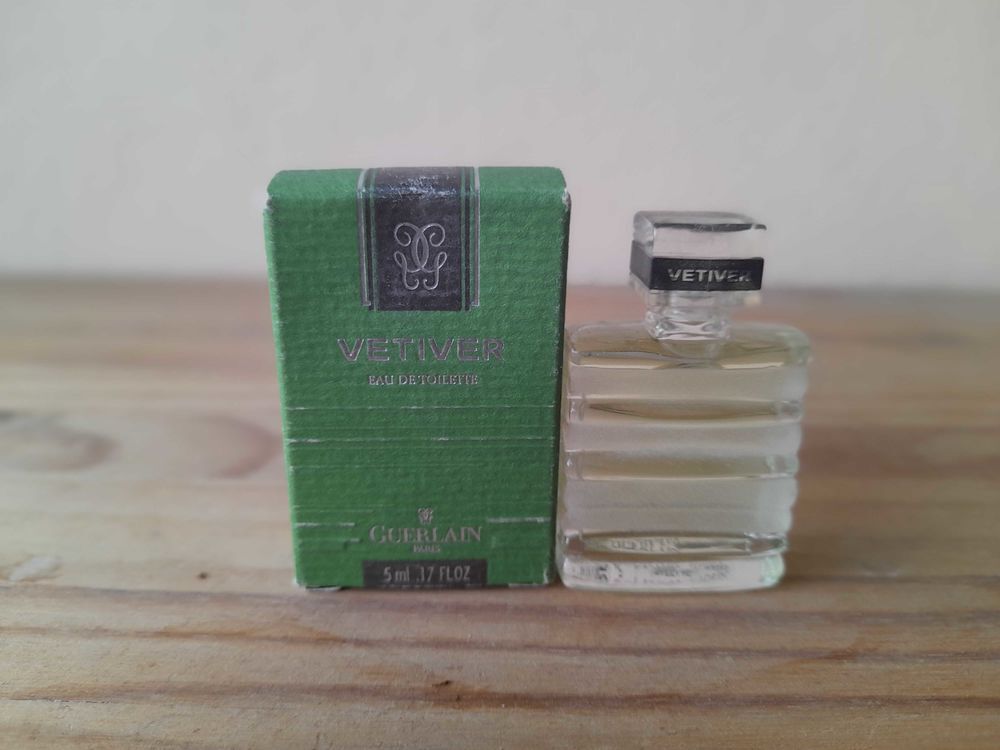 VETIVER
EAU DE TOILETTE
GUERLAIN
PARIS
5 ml .17 FL.OZ
VETIVER